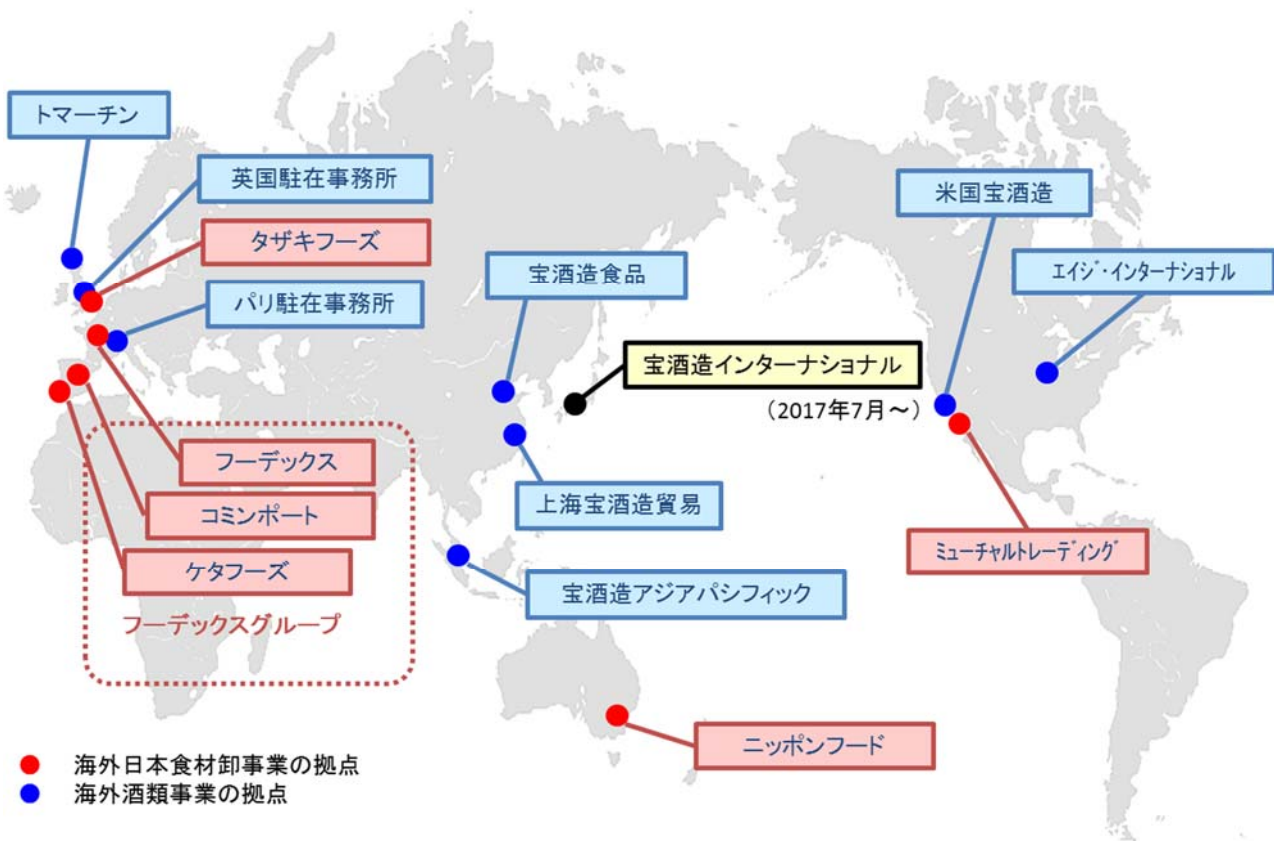 トマーチン
英国駐在事務所
タザキフーズ
パリ駐在事務所
フーデックス
コミンポート
ケタフーズ
フーデックスグループ
宝酒造食品
宝酒造インターナショナル
（2017年7月～）
上海宝酒造貿易
宝酒造アジアパシフィック
ニッポンフード
米国宝酒造
エイジ・インターナショナル
ミューチャルトレーディング
海外日本食材卸事業の拠点
海外酒類事業の拠点